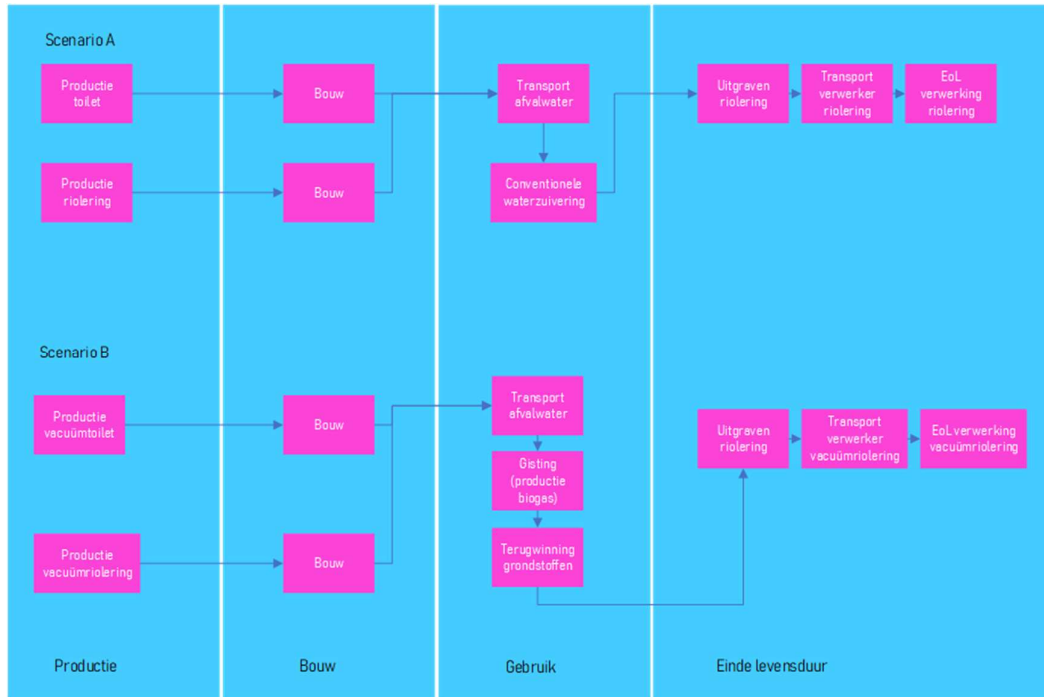 Scenario A
Productie
toilet
Bouw
Transport
afvalwater
Uitgraven
riolering
Transport
verwerker
riolering
EoL
verwerking
riolering
Productie
riolering
Bouw
Conventionele
waterzuivering
Scenario B
Productie
vacuümtoilet
Bouw
Transport
afvalwater
Uitgraven
riolering
Transport
verwerker
vacuümriolering
EoL verwerking
vacuümriolering
Gisting
(productie
biogas)
Productie
vacuümriolering
Bouw
Terugwinning
grondstoffen
Productie
Bouw
Gebruik
Einde levensduur